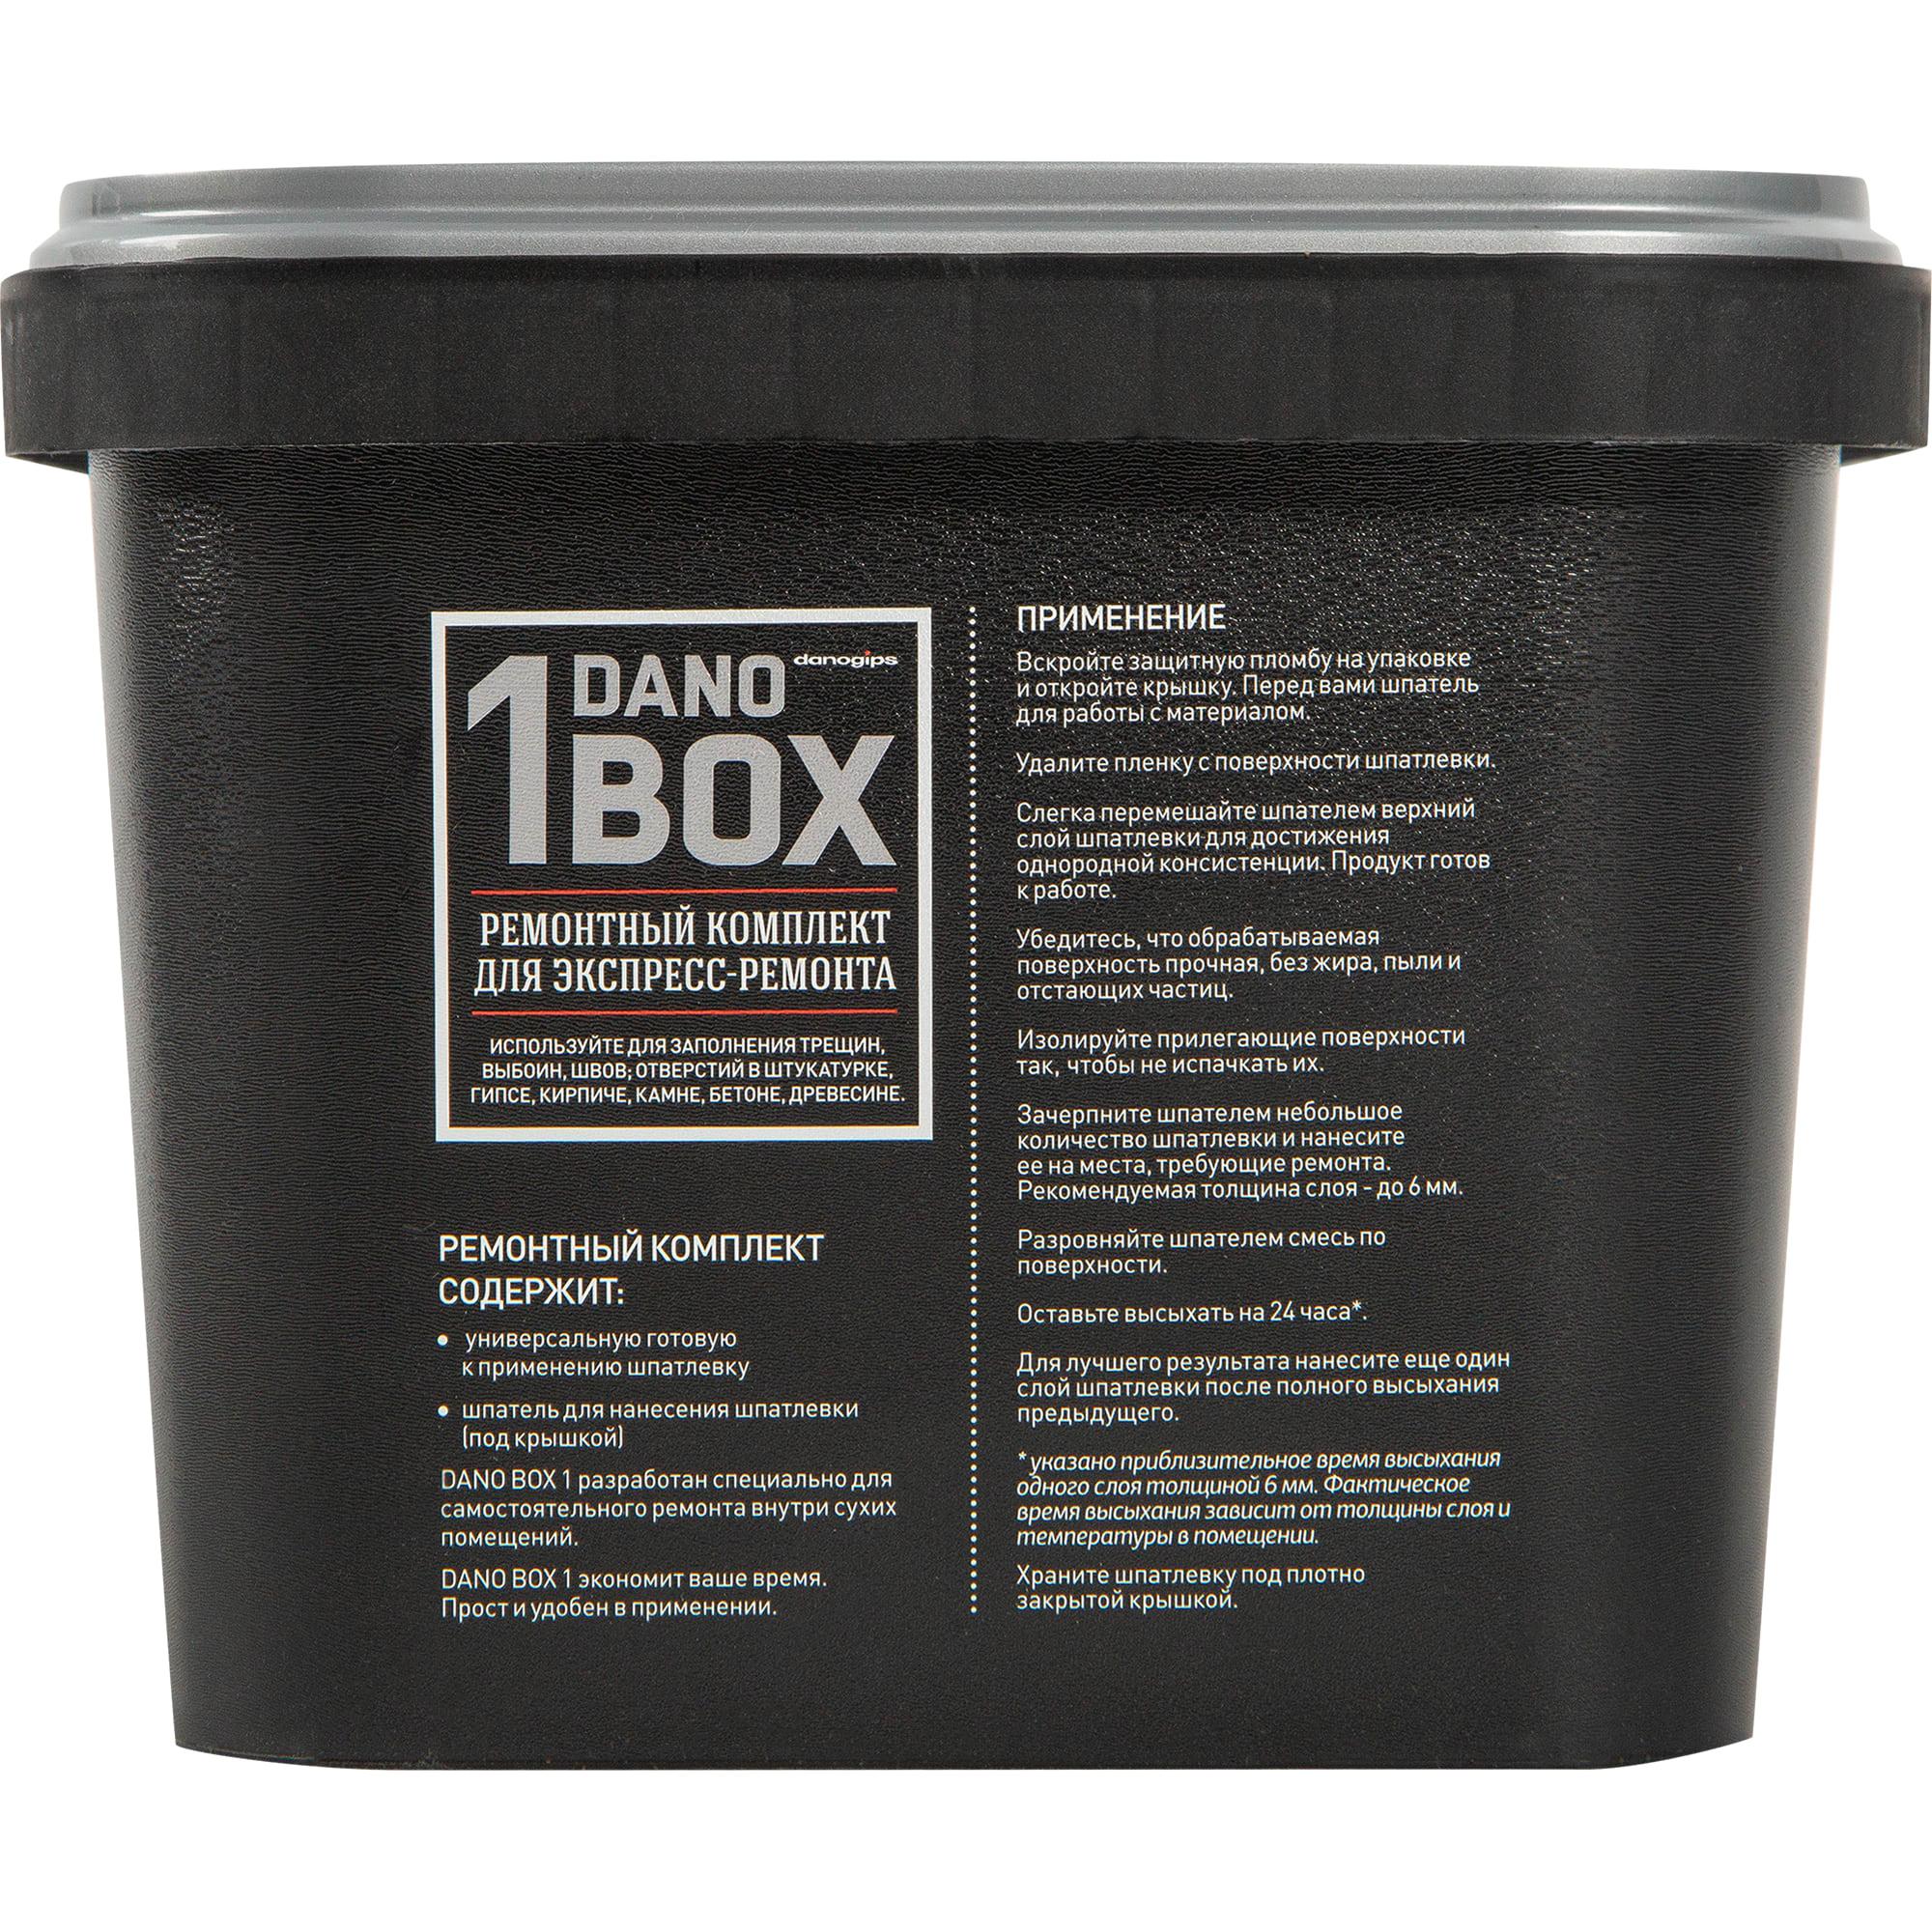 1 DANO danogips
BOX
РЕМОНТНЫЙ КОМПЛЕКТ
ДЛЯ ЭКСПРЕСС-РЕМОНТА
ИСПОЛЬЗУЙТЕ ДЛЯ ЗАПОЛНЕНИЯ ТРЕЩИН,
ВЫБОИН, ШВОВ; ОТВЕРСТИЙ В ШТУКАТУРКЕ,
ГИПСЕ, КИРПИЧЕ, КАМНЕ, БЕТОНЕ, ДРЕВЕСИНЕ.
РЕМОНТНЫЙ КОМПЛЕКТ
СОДЕРЖИТ:
• универсальную готовую
к применению шпатлевку
• шпатель для нанесения шпатлевки
(под крышкой)
DANO BOX 1 разработан специально для
самостоятельного ремонта внутри сухих
помещений.
DANO BOX 1 экономит ваше время.
Прост и удобен в применении.
ПРИМЕНЕНИЕ
Вскройте защитную пломбу на упаковке
и откройте крышку. Перед вами шпатель
для работы с материалом.
Удалите пленку с поверхности шпатлевки.
Слегка перемешайте шпателем верхний
слой шпатлевки для достижения
однородной консистенции. Продукт готов
к работе.
Убедитесь, что обрабатываемая
поверхность прочная, без жира, пыли и
отстающих частиц.
Изолируйте прилегающие поверхности
так, чтобы не испачкать их.
Зачерпните шпателем небольшое
количество шпатлевки и нанесите
ее на места, требующие ремонта.
Рекомендуемая толщина слоя - до 6 мм.
Разровняйте шпателем смесь по
поверхности.
Оставьте высыхать на 24 часа*.
Для лучшего результата нанесите еще один
слой шпатлевки после полного высыхания
предыдущего.
* указано приблизительное время высыхания
одного слоя толщиной 6 мм. Фактическое
время высыхания зависит от толщины слоя и
температуры в помещении.
Храните шпатлевку под плотно
закрытой крышкой.